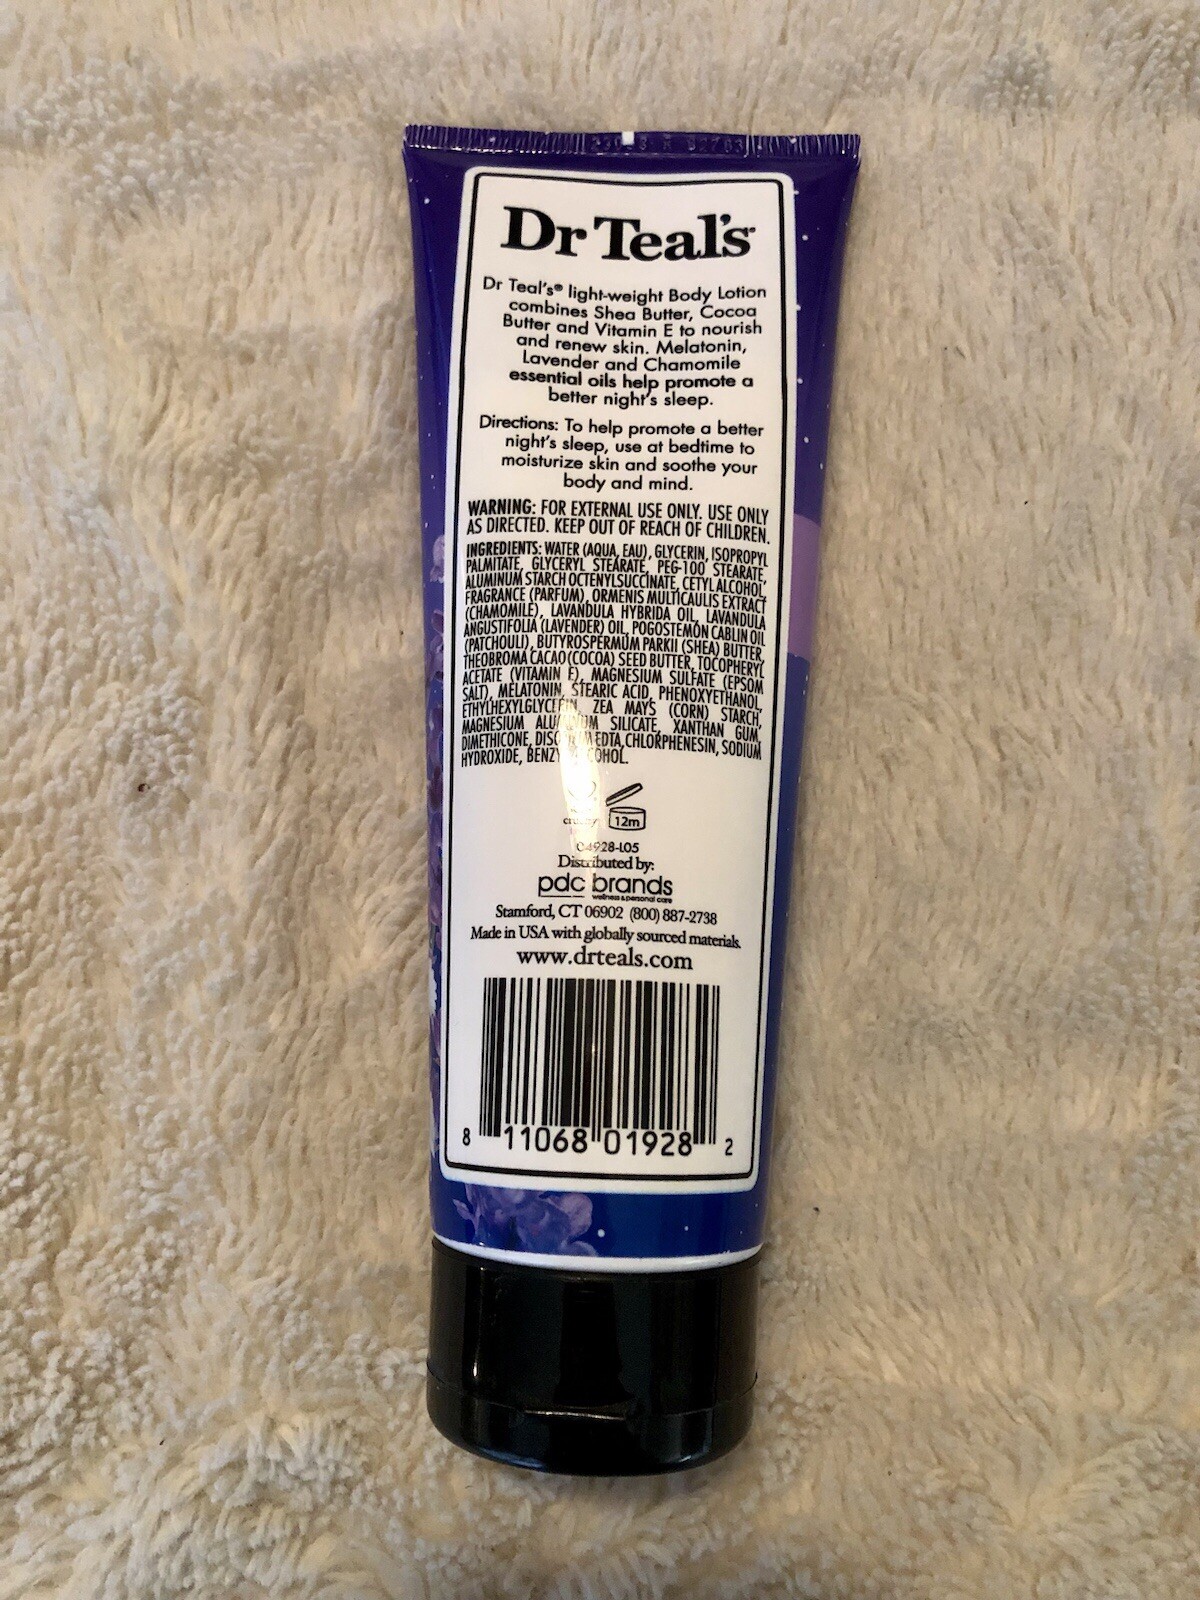 Dr Teal's
Dr Teal's® light-weight Body Lotion
combines Shea Butter, Cocoa
Butter and Vitamin E to nourish
and renew skin. Melatonin,
Lavender and Chamomile
essential oils help promote a
better night's sleep.
Directions: To help promote a better
night's sleep, use at bedtime to
moisturize skin and soothe your
body and mind.
WARNING: FOR EXTERNAL USE ONLY. USE ONLY
AS DIRECTED. KEEP OUT OF REACH OF CHILDREN.
INGREDIENTS: WATER (AQUA, EAU), GLYCERIN, ISOPROPYL
PALMITATE, GLYCERYL STEARATE, PEG-100 STEARATE,
ALUMINUM STARCH OCTENYLSUCCINATE, CETYL ALCOHOL,
FRAGRANCE (PARFUM), ORMENIS MULTICAULIS EXTRACT
(CHAMOMILE), LAVANDULA HYBRIDA OIL, LAVANDULA
ANGUSTIFOLIA (LAVENDER) OIL, POGOSTEMON CABLIN OIL
(PATCHOULI), BUTYROSPERMUM PARKII (SHEA) BUTTER,
THEOBROMA CACAO (COCOA) SEED BUTTER, TOCOPHERYL
ACETATE (VITAMIN E), MAGNESIUM SULFATE (EPSOM
SALT), MELATONIN, STEARIC ACID, PHENOXYETHANOL,
ETHYLHEXYLGLYCERIN, ZEA MAYS (CORN) STARCH,
MAGNESIUM ALUMINUM SILICATE, XANTHAN GUM,
DIMETHICONE, EDTA, CHLORPHENESIN, SODIUM
HYDROXIDE,
12m
04928-L05
Distributed by:
pdc brands
wellness & personal care
Stamford, CT 06902 (800) 887-2738
Made in USA with globally sourced materials.
www.drteals.com
8 11068 01928 2